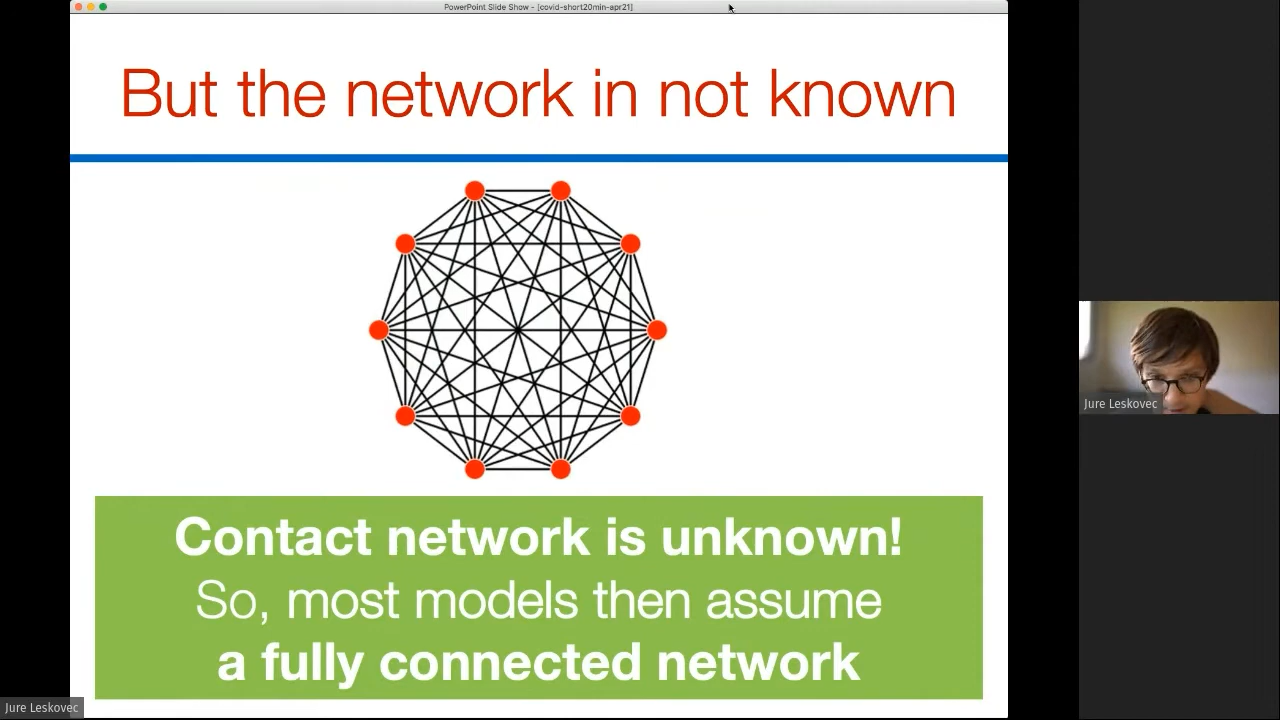 PowerPoint Slide Show - [covid-short20min-apr21]
But the network in not known
Contact network is unknown!
So, most models then assume
a fully connected network
Jure Leskovec
Jure Leskovec